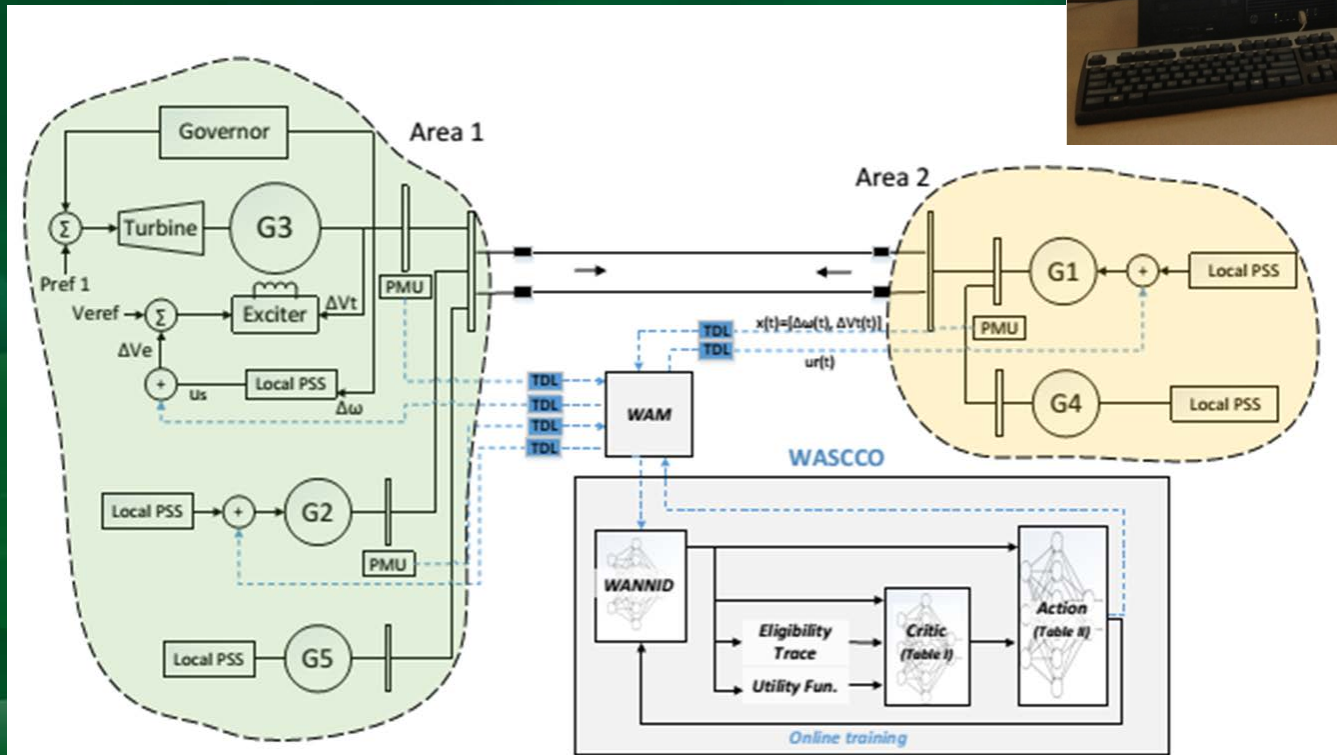 Governor
Area 1
Area 2
Σ
Turbine
G3
Pref 1
PMU
Veref
Σ
Exciter
ΔVt
ΔVe
+
Us
Local PSS
Δω
Local PSS
+
G2
PMU
Local PSS
G5
G1
+
Local PSS
PMU
G4
Local PSS
TDL
x(t)=[Δω(t), ΔVt(t)]
TDL
ur(t)
TDL
TDL
TDL
TDL
WAM
WASCCO
WANNID
Eligibility
Trace
Utility Fun.
Critic
(Table I)
Action
(Table II)
Online training